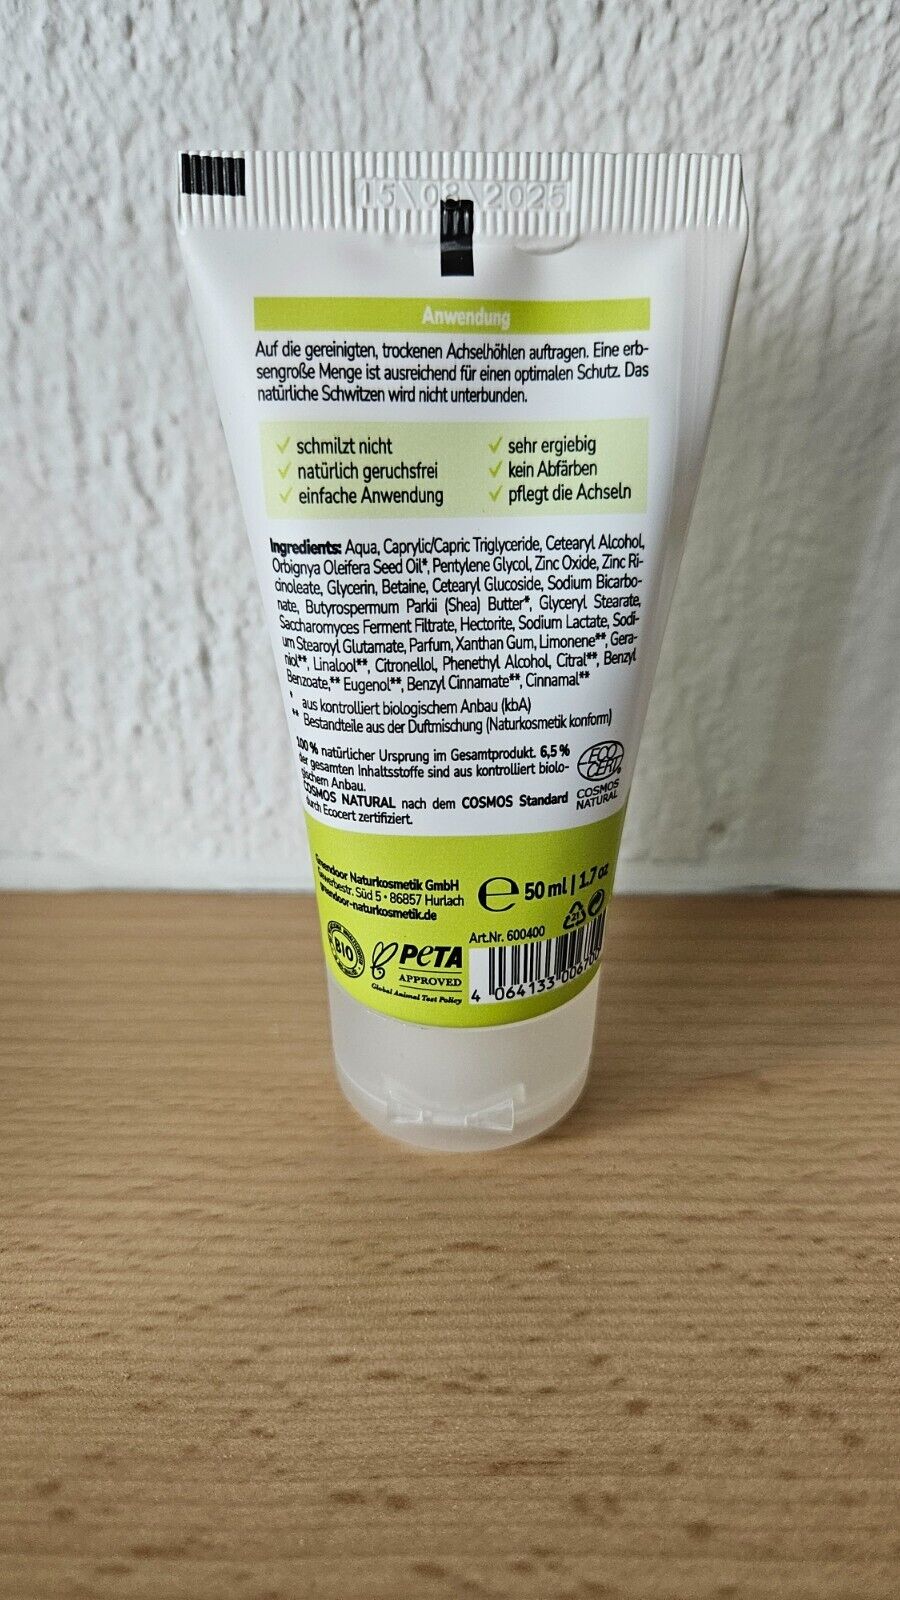 15\08\2025
Anwendung
Auf die gereinigten, trockenen Achselhöhlen auftragen. Eine erb-
sengroße Menge ist ausreichend für einen optimalen Schutz. Das
natürliche Schwitzen wird nicht unterbunden.
schmilzt nicht
sehr ergiebig
natürlich geruchsfrei
kein Abfärben
einfache Anwendung
pflegt die Achseln
Ingredients: Aqua, Caprylic/Capric Triglyceride, Cetearyl Alcohol,
Orbignya Oleifera Seed Oil*, Pentylene Glycol, Zinc Oxide, Zinc Ri-
cinoleate, Glycerin, Betaine, Cetearyl Glucoside, Sodium Bicarbo-
nate, Butyrospermum Parkii (Shea) Butter*, Glyceryl Stearate,
Saccharomyces Ferment Filtrate, Hectorite, Sodium Lactate, Sodi-
um Stearoyl Glutamate, Parfum, Xanthan Gum, Limonene**, Gera-
niol**, Linalool**, Citronellol, Phenethyl Alcohol, Citral**, Benzyl
Benzoate,** Eugenol**, Benzyl Cinnamate**, Cinnamal**
* aus kontrolliert biologischem Anbau (kbA)
** Bestandteile aus der Duftmischung (Naturkosmetik konform)
100 % natürlicher Ursprung im Gesamtprodukt. 6,5 %
der gesamten Inhaltsstoffe sind aus kontrolliert biolo-
gischem Anbau.
COSMOS NATURAL nach dem COSMOS Standard
durch Ecocert zertifiziert.
ECO
CERT
COSMOS
NATURAL
Greendoor Naturkosmetik GmbH
Gewerbestr. Süd 5 • 86857 Hurlach
greendoor-naturkosmetik.de
e 50 ml | 1.7 oz
21
Art.Nr. 600400
BIO
PETA
APPROVED
Global Animal Test Policy
4 064133 006700